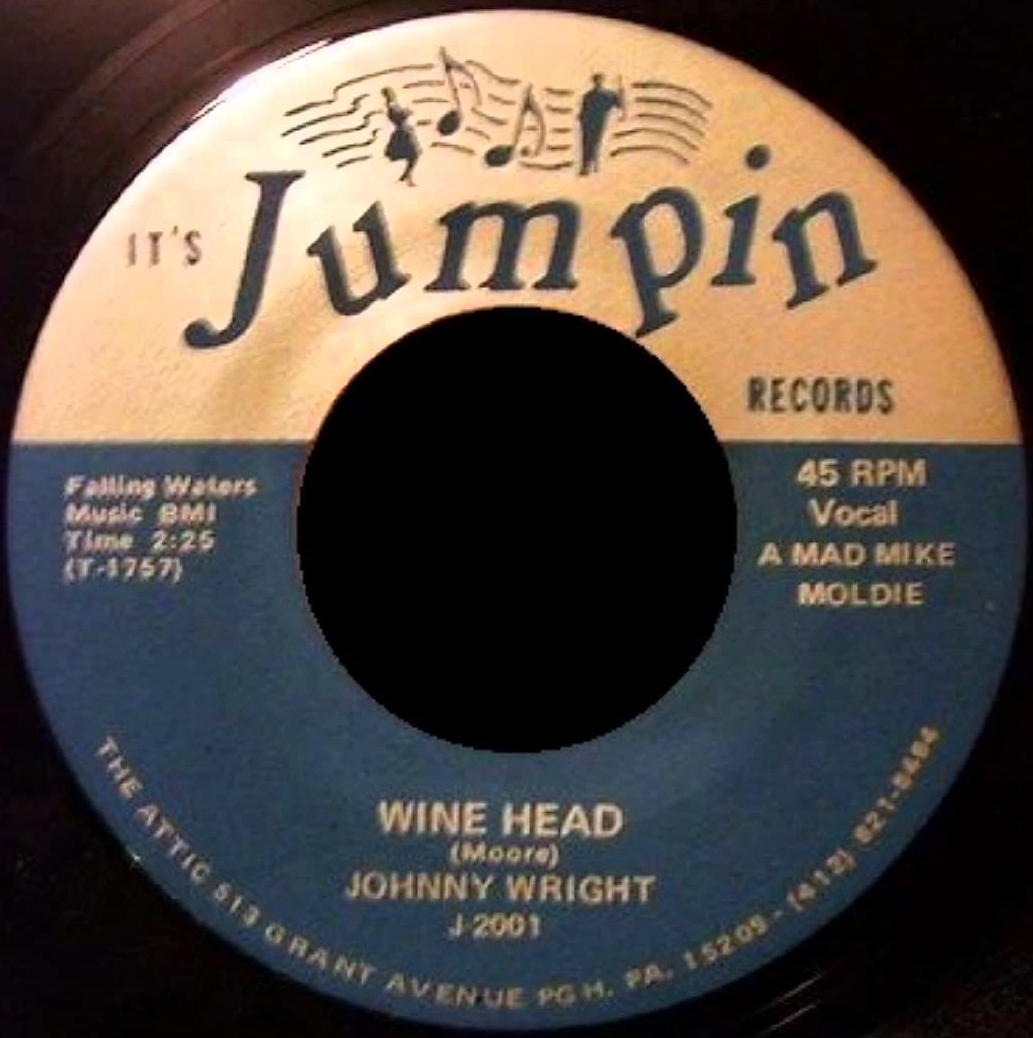 IT'S Jumpin
RECORDS
Falling Waters
Music BMI
Time 2:25
(T-1757)
45 RPM
Vocal
A MAD MIKE
MOLDIE
WINE HEAD
(Moore)
JOHNNY WRIGHT
J-2001
THE ATTIC 513 GRANT AVENUE PGH. PA. 15209 - (412) 821-8484